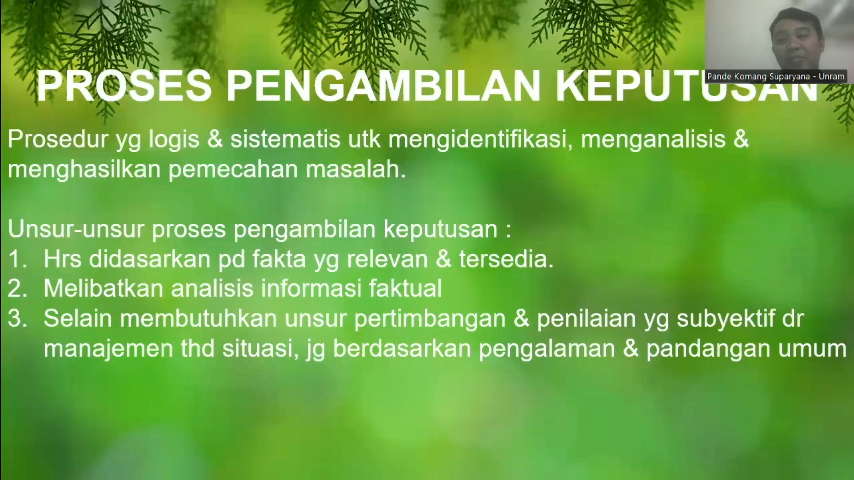 PROSES PENGAMBILAN KEPUTUSAN
Pande Komang Suparyana - Unram
Prosedur yg logis & sistematis utk mengidentifikasi, menganalisis &
menghasilkan pemecahan masalah.
Unsur-unsur proses pengambilan keputusan :
1. Hrs didasarkan pd fakta yg relevan & tersedia.
2. Melibatkan analisis informasi faktual
3. Selain membutuhkan unsur pertimbangan & penilaian yg subyektif dr
manajemen thd situasi, jg berdasarkan pengalaman & pandangan umum